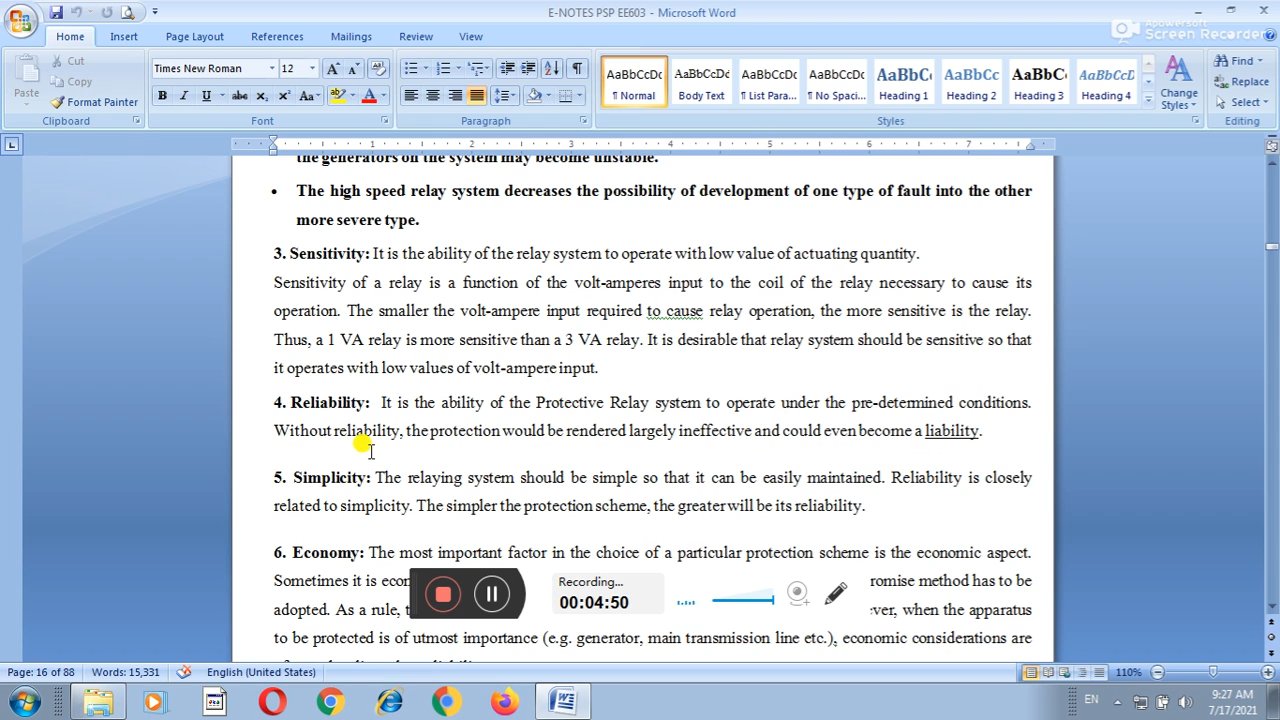 E-NOTES PSP EE603 - Microsoft Word
Apowersoft
Screen Recorder
Home Insert Page Layout References Mailings Review View
Paste
Cut
Copy
Format Painter
Clipboard
Times New Roman 12
Font
Paragraph
AaBbCcDc AaBbCcDc AaBbCcDc AaBbCcDc AaBbC AaBbCc AaBbCc AaBbCcD
¶ Normal Body Text ¶ List Para... ¶ No Spaci... Heading 1 Heading 2 Heading 3 Heading 4
Change
Styles
Styles
Find
Replace
Select
Editing
1 2 3 4 5 6 7
the generators on the system may become unstable.
• The high speed relay system decreases the possibility of development of one type of fault into the other
more severe type.
3. Sensitivity: It is the ability of the relay system to operate with low value of actuating quantity.
Sensitivity of a relay is a function of the volt-amperes input to the coil of the relay necessary to cause its
operation. The smaller the volt-ampere input required to cause relay operation, the more sensitive is the relay.
Thus, a 1 VA relay is more sensitive than a 3 VA relay. It is desirable that relay system should be sensitive so that
it operates with low values of volt-ampere input.
4. Reliability: It is the ability of the Protective Relay system to operate under the pre-determined conditions.
Without reliability, the protection would be rendered largely ineffective and could even become a liability.
5. Simplicity: The relaying system should be simple so that it can be easily maintained. Reliability is closely
related to simplicity. The simpler the protection scheme, the greater will be its reliability.
6. Economy: The most important factor in the choice of a particular protection scheme is the economic aspect.
Sometimes it is econ romise method has to be
adopted. As a rule, ver, when the apparatus
to be protected is of utmost importance (e.g. generator, main transmission line etc.), economic considerations are
Recording...
00:04:50
Page: 16 of 88 Words: 15,331 English (United States) 110%
EN
9:27 AM
7/17/2021